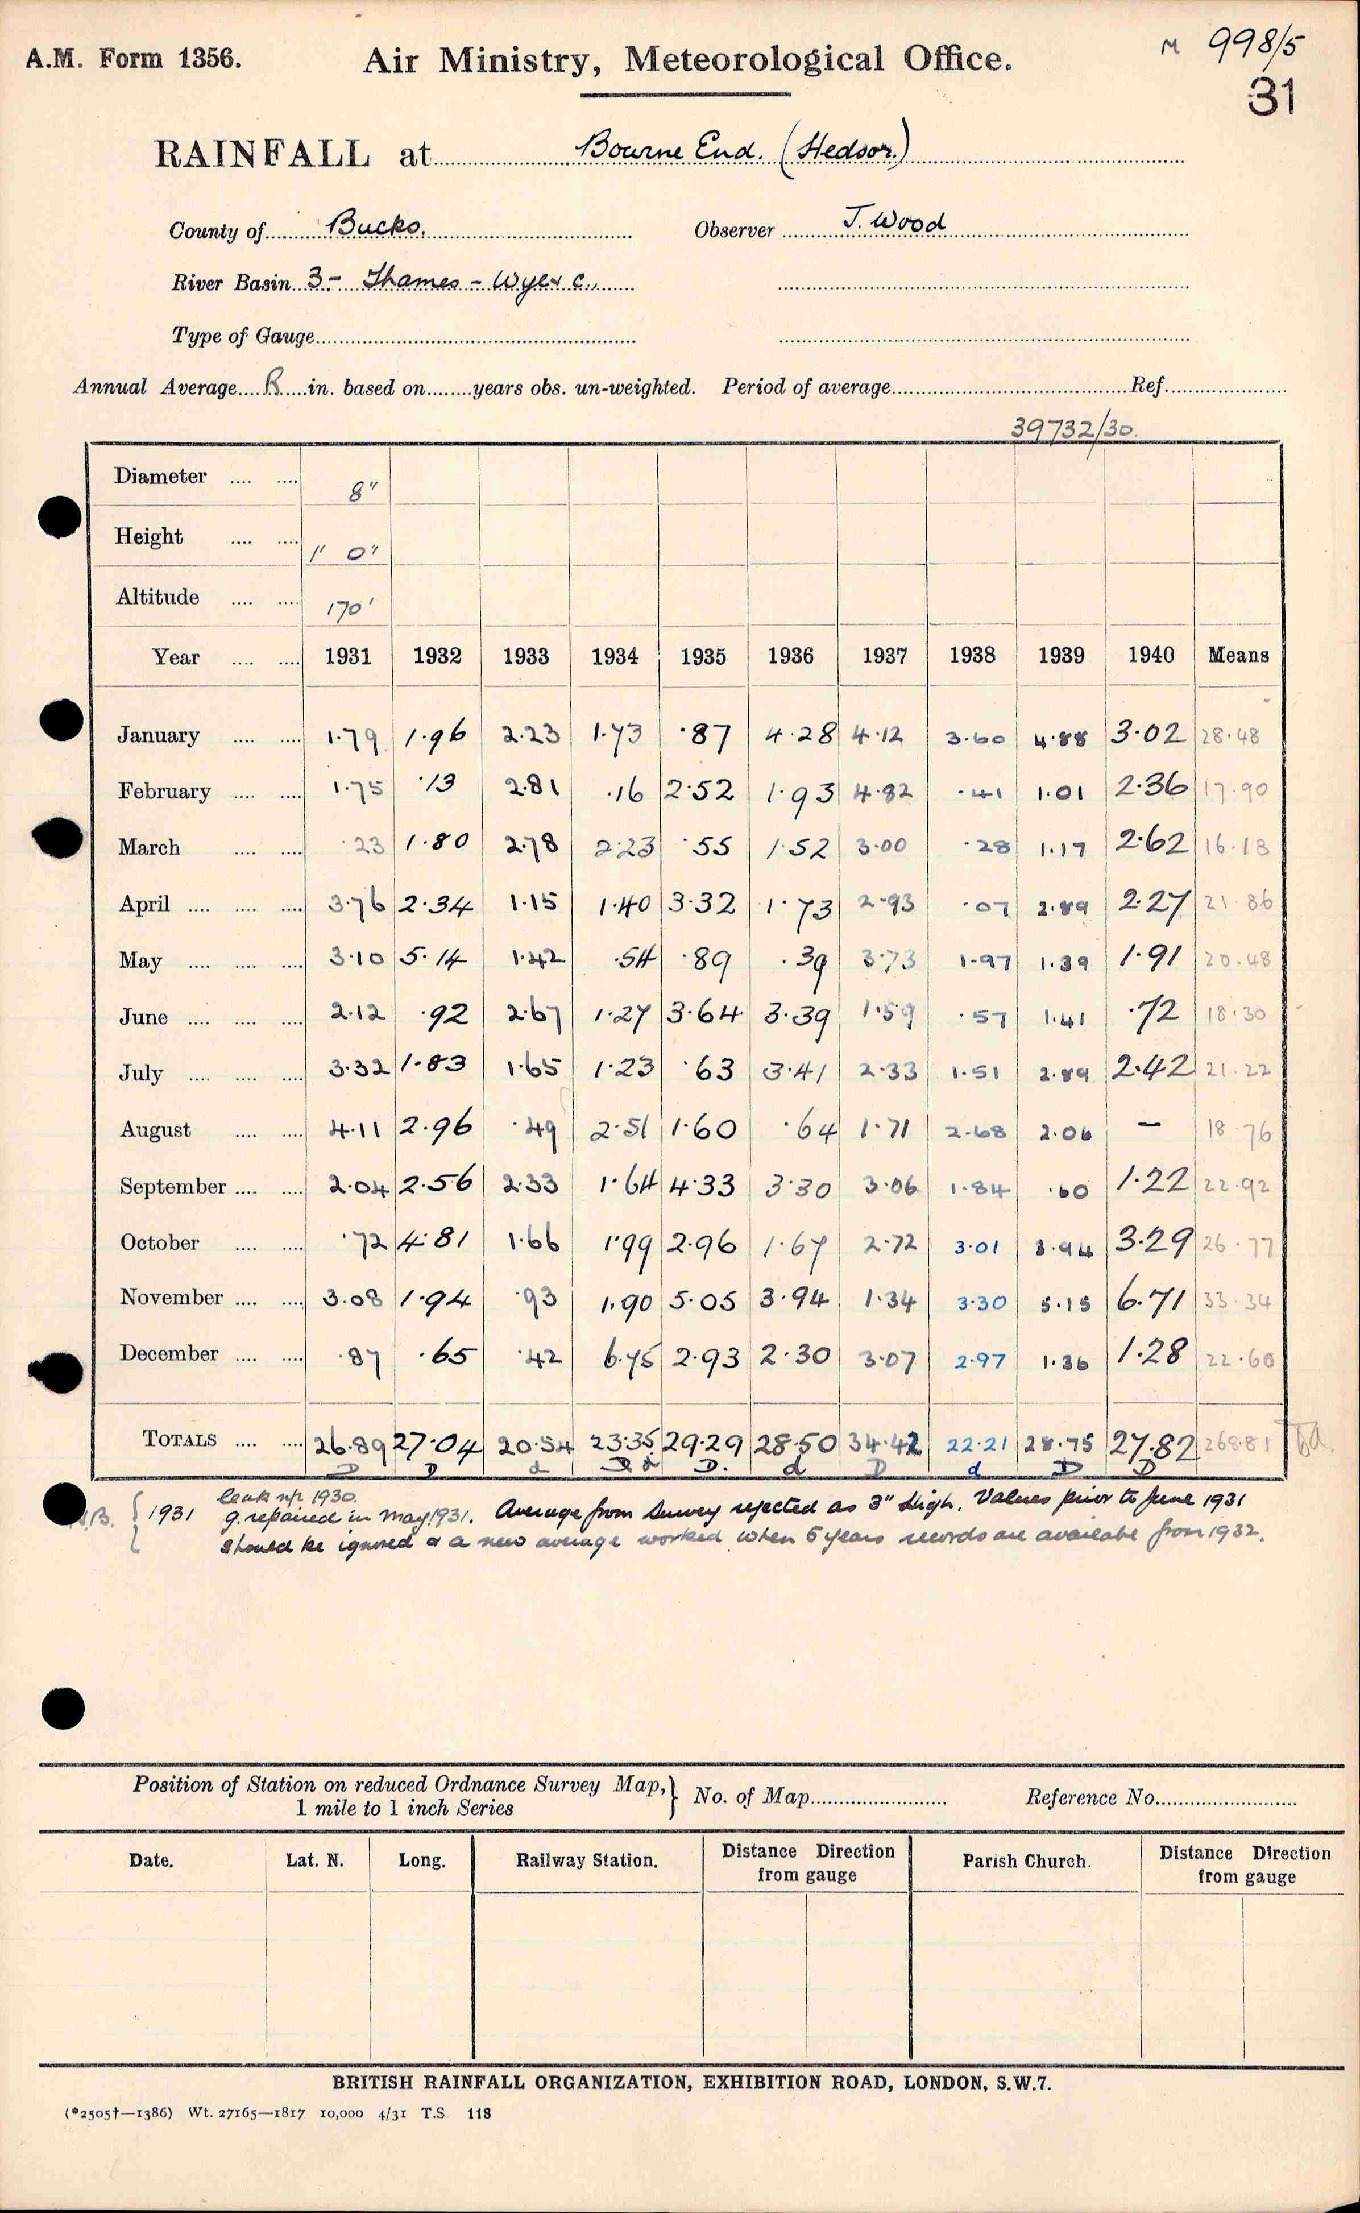 A.M. Form 1356.
Air Ministry, Meteorological Office.
M 998/5
31
RAINFALL at Bourne End. (Hedsor.)
County of Bucks. Observer J. Wood
River Basin 3- Thames - Wye & c.
Type of Gauge
Annual Average R in. based on years obs. un-weighted. Period of average Ref.
39732/30.
Diameter 8"
Height 1' 0"
Altitude 170'
Year 1931 1932 1933 1934 1935 1936 1937 1938 1939 1940 Means
January 1.79 1.96 2.23 1.73 .87 4.28 4.12 3.60 4.88 3.02 28.48
February 1.75 .13 2.81 .16 2.52 1.93 4.82 .41 1.01 2.36 17.90
March .23 1.80 2.78 2.23 .55 1.52 3.00 .28 1.17 2.62 16.18
April 3.76 2.34 1.15 1.40 3.32 1.73 2.93 .07 2.89 2.27 21.86
May 3.10 5.14 1.42 .54 .89 .39 3.73 1.97 1.39 1.91 20.48
June 2.12 .92 2.67 1.27 3.64 3.39 1.59 .57 1.41 .72 18.30
July 3.32 1.83 1.65 1.23 .63 3.41 2.33 1.51 2.89 2.42 21.22
August 4.11 2.96 .49 2.51 1.60 .64 1.71 2.68 2.06 — 18.76
September 2.04 2.56 2.33 1.64 4.33 3.30 3.06 1.84 .60 1.22 22.92
October .72 4.81 1.66 1.99 2.96 1.67 2.72 3.01 3.94 3.29 26.77
November 3.08 1.94 .93 1.90 5.05 3.94 1.34 3.30 5.15 6.71 33.34
December .87 .65 .42 6.75 2.93 2.30 3.07 2.97 1.36 1.28 22.60
TOTALS 26.89 27.04 20.54 23.35 29.29 28.50 34.42 22.21 28.75 27.82 268.81
D D d D d D. d D d D D
leak n/r 1930.
N.B. 1931 g. repaired in May 1931. Average from Survey rejected as 3" high. Values prior to June 1931
should be ignored & a new average worked when 5 years records are available from 1932.
Position of Station on reduced Ordnance Survey Map, } No. of Map Reference No.
1 mile to 1 inch Series
Date. Lat. N. Long. Railway Station. Distance Direction from gauge Parish Church. Distance Direction from gauge
BRITISH RAINFALL ORGANIZATION, EXHIBITION ROAD, LONDON, S.W.7.
(*2505†—1386) Wt. 27165—1817 10,000 4/31 T.S 118